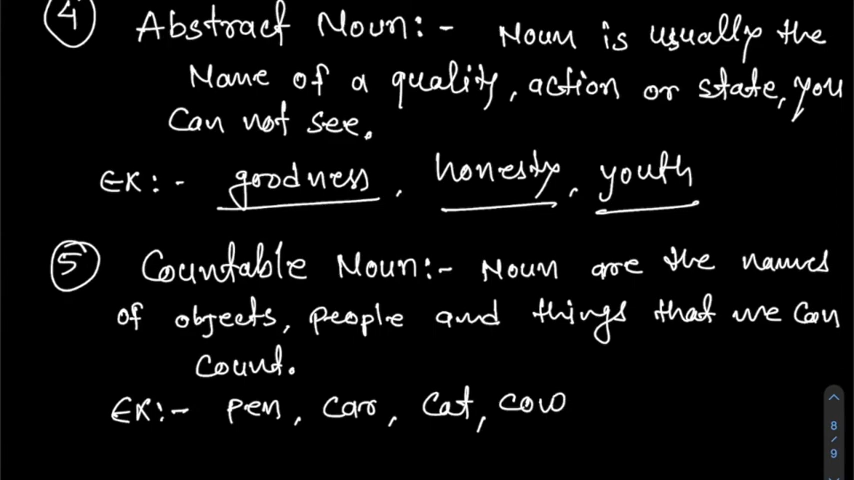 4 Abstract Noun:- Noun is usually the
Name of a quality, action or state, you
Can not see.
EX:- goodness, honesty, youth
5 Countable Noun:- Noun are the names
of objects, people and things that we Can
Count.
EX:- Pen, Car, Cat, Cow
8
/
9